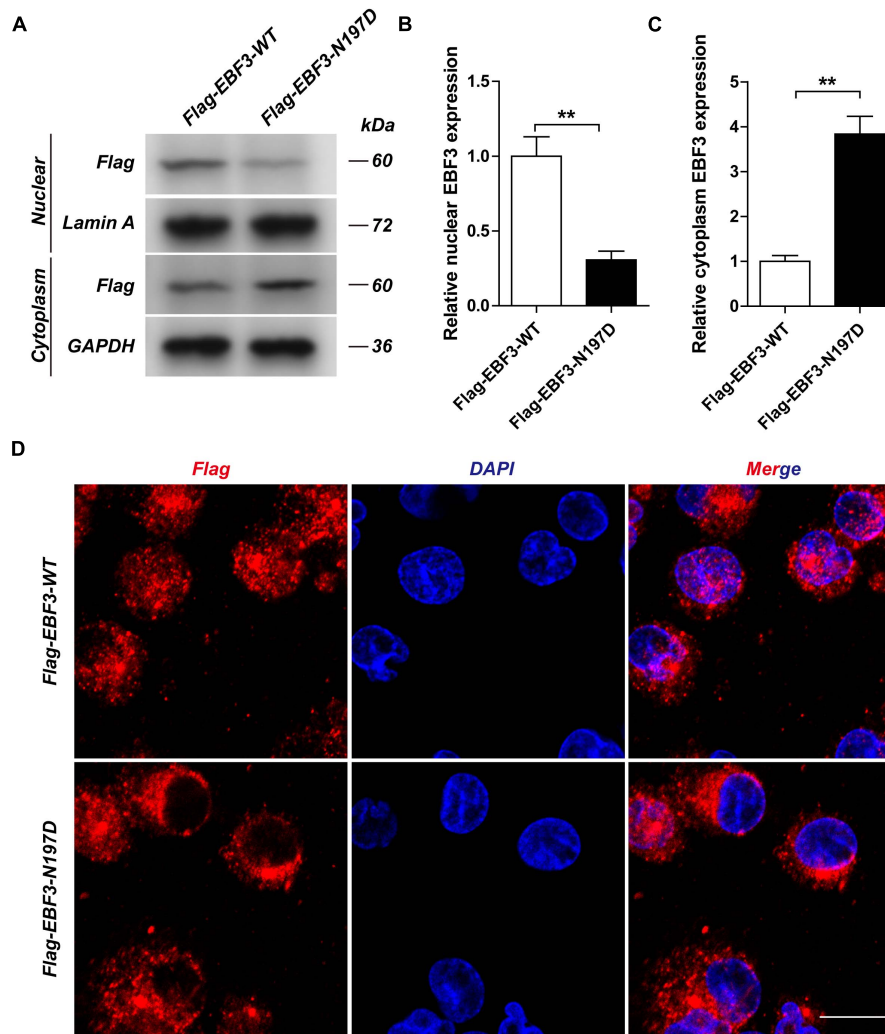 A
Flag-EBF3-WT
Flag-EBF3-N197D
kDa
Nuclear
Flag
60
Lamin A
72
Cytoplasm
Flag
60
GAPDH
36
B
Relative nuclear EBF3 expression
1.5
1.0
0.5
0.0
**
Flag-EBF3-WT
Flag-EBF3-N197D
C
Relative cytoplasm EBF3 expression
5
4
3
2
1
0
**
Flag-EBF3-WT
Flag-EBF3-N197D
D
Flag DAPI Merge
Flag-EBF3-WT
Flag-EBF3-N197D